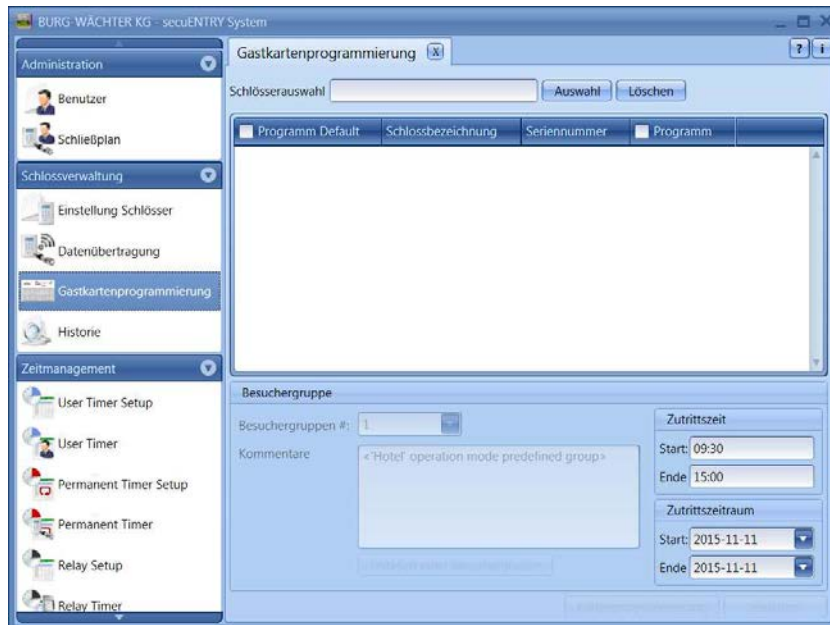 BURG-WÄCHTER KG - secuENTRY System
Administration
Benutzer
Schließplan
Schlossverwaltung
Einstellung Schlösser
Datenübertragung
Gastkartenprogrammierung
Historie
Zeitmanagement
User Timer Setup
User Timer
Permanent Timer Setup
Permanent Timer
Relay Setup
Relay Timer
Gastkartenprogrammierung X
? i
Schlösserauswahl Auswahl Löschen
Programm Default Schlossbezeichnung Seriennummer Programm
Besuchergruppe
Besuchergruppen #: 1
Kommentare
<'Hotel' operation mode predefined group>
Zutrittszeit
Start: 09:30
Ende 15:00
Zutrittszeitraum
Start: 2015-11-11
Ende 2015-11-11